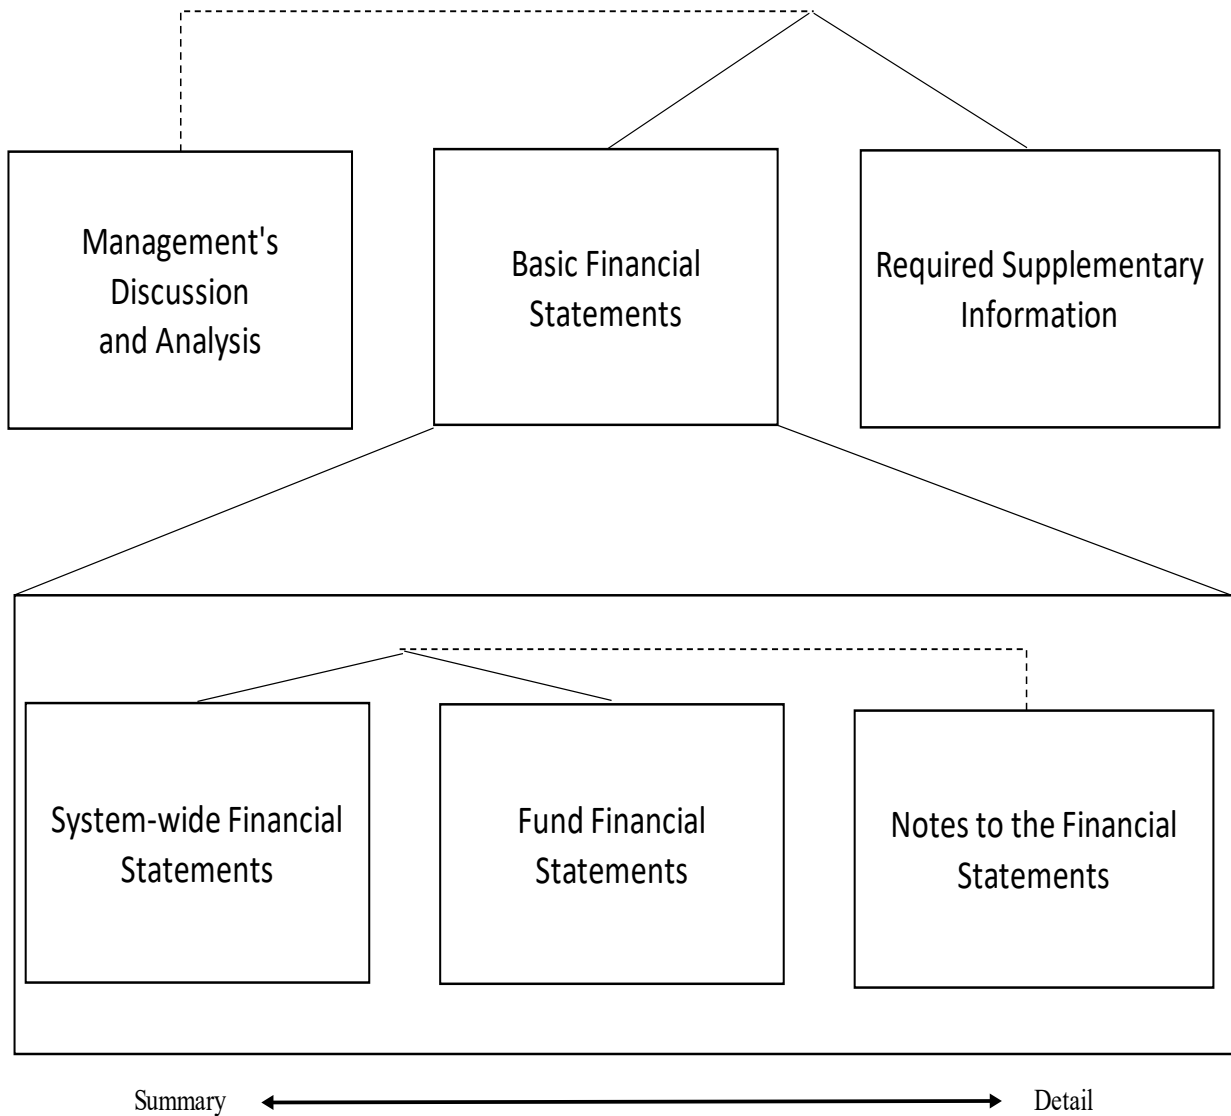 Management's
Discussion
and Analysis
Basic Financial
Statements
Required Supplementary
Information
System-wide Financial
Statements
Fund Financial
Statements
Notes to the Financial
Statements
Summary
Detail